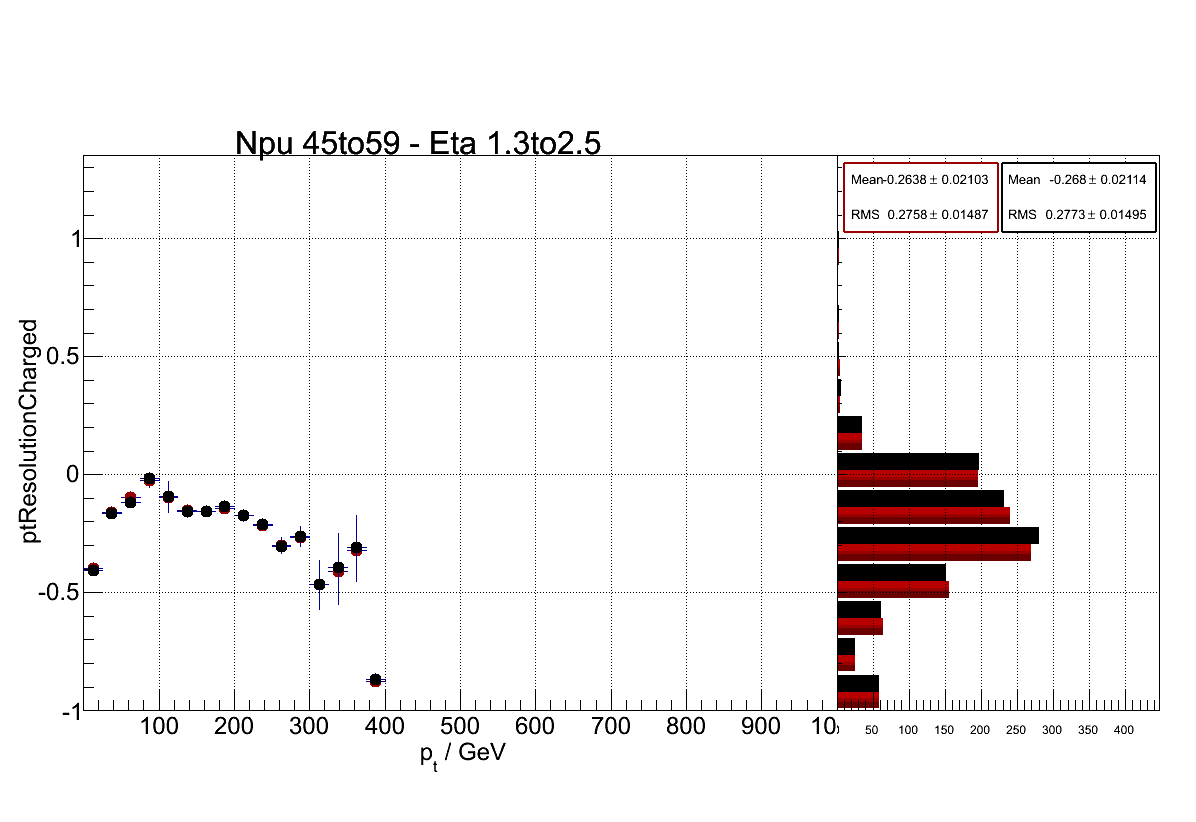 Npu 45to59 - Eta 1.3to2.5
Mean-0.2638 ± 0.02103
RMS 0.2758 ± 0.01487
Mean -0.268 ± 0.02114
RMS 0.2773 ± 0.01495
ptResolutionCharged
1
0.5
0
-0.5
-1
100 200 300 400 500 600 700 800 900 10
50 100 150 200 250 300 350 400
pt / GeV